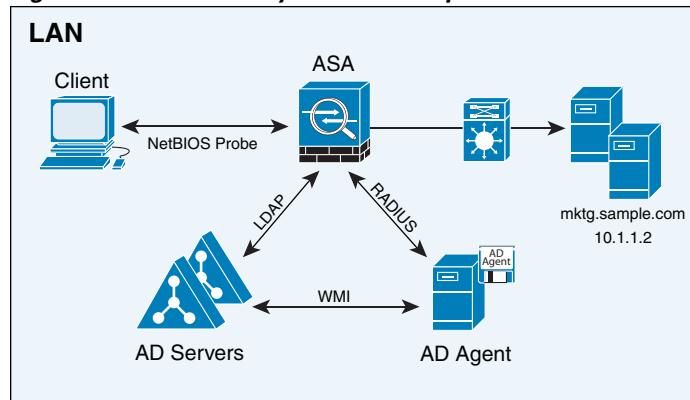 LAN
Client
ASA
NetBIOS Probe
mktg.sample.com
10.1.1.2
LDAP
RADIUS
AD
Agent
WMI
AD Servers
AD Agent